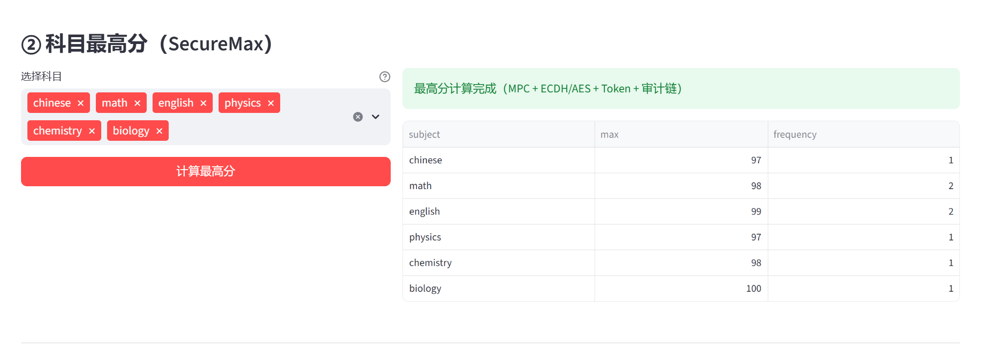 ② 科目最高分（SecureMax）
选择科目
chinese × math × english × physics ×
chemistry × biology ×
计算最高分
最高分计算完成（MPC + ECDH/AES + Token + 审计链）
subject max frequency
chinese 97 1
math 98 2
english 99 2
physics 97 1
chemistry 98 1
biology 100 1